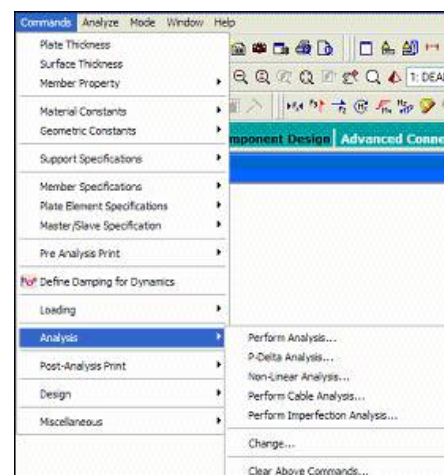 Commands Analyze Mode Window Help
Plate Thickness
Surface Thickness
Member Property
Material Constants
Geometric Constants
Support Specifications
Member Specifications
Plate Element Specifications
Master/Slave Specification
Pre Analysis Print
Define Damping for Dynamics
Loading
Analysis
Post-Analysis Print
Design
Miscellaneous
1: DEAD
mponent Design Advanced Conne
Perform Analysis...
P-Delta Analysis...
Non-Linear Analysis...
Perform Cable Analysis...
Perform Imperfection Analysis...
Change...
Clear Above Commands...